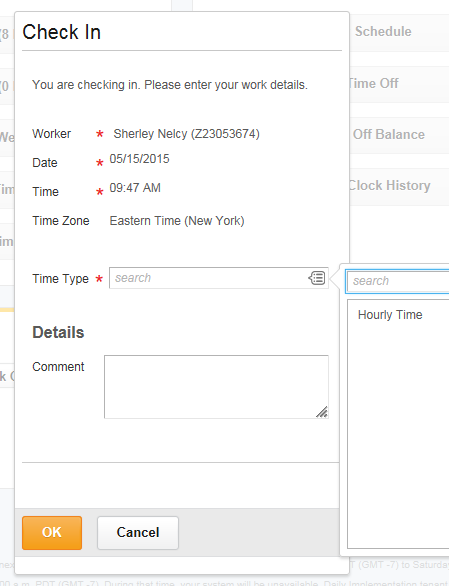 Check In
(8
Schedule
You are checking in. Please enter your work details.
(0
Time Off
Worker * Sherley Nelcy (Z23053674)
We
Off Balance
Date * 05/15/2015
Time * 09:47 AM
Clock History
Time Zone Eastern Time (New York)
Time Type * search
search
Hourly Time
Details
Comment
OK Cancel
T (GMT -7) to Saturda
:00 a.m. PDT (GMT -7). During that time, your system will be unavailable. Daily Implementation tenant